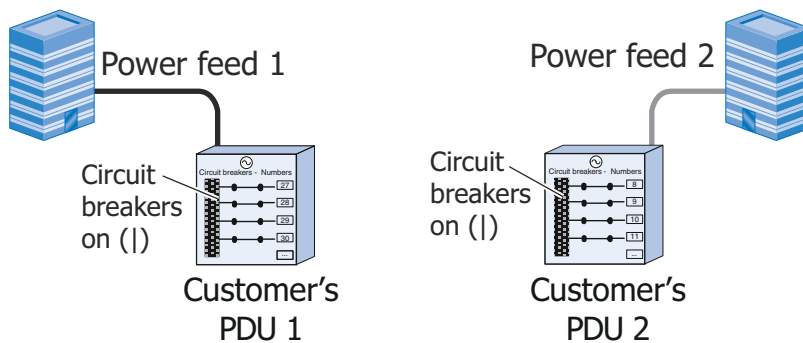 Power feed 1
Circuit
breakers
on (|)
Circuit breakers - Numbers
27
28
29
30
...
Customer's
PDU 1
Power feed 2
Circuit
breakers
on (|)
Circuit breakers - Numbers
8
9
10
11
...
Customer's
PDU 2